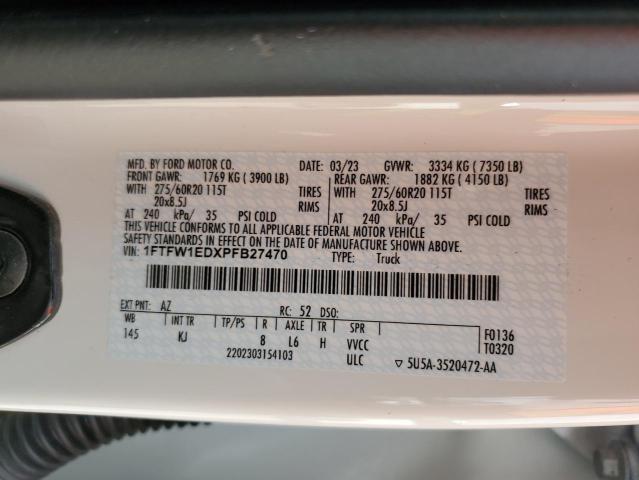 MFD. BY FORD MOTOR CO. DATE: 03/23 GVWR: 3334 KG ( 7350 LB)
FRONT GAWR: 1769 KG ( 3900 LB) REAR GAWR: 1882 KG ( 4150 LB)
WITH 275/60R20 115T TIRES WITH 275/60R20 115T TIRES
20x8.5J RIMS 20x8.5J RIMS
AT 240 kPa/ 35 PSI COLD AT 240 kPa/ 35 PSI COLD
THIS VEHICLE CONFORMS TO ALL APPLICABLE FEDERAL MOTOR VEHICLE
SAFETY STANDARDS IN EFFECT ON THE DATE OF MANUFACTURE SHOWN ABOVE.
VIN: 1FTFW1EDXPFB27470 TYPE: Truck
EXT PNT: AZ RC: 52 DSO:
WB INT TR TP/PS R AXLE TR SPR F0136
145 KJ 8 L6 H VVCC T0320
2202303154103 ULC ▽ 5U5A-3520472-AA